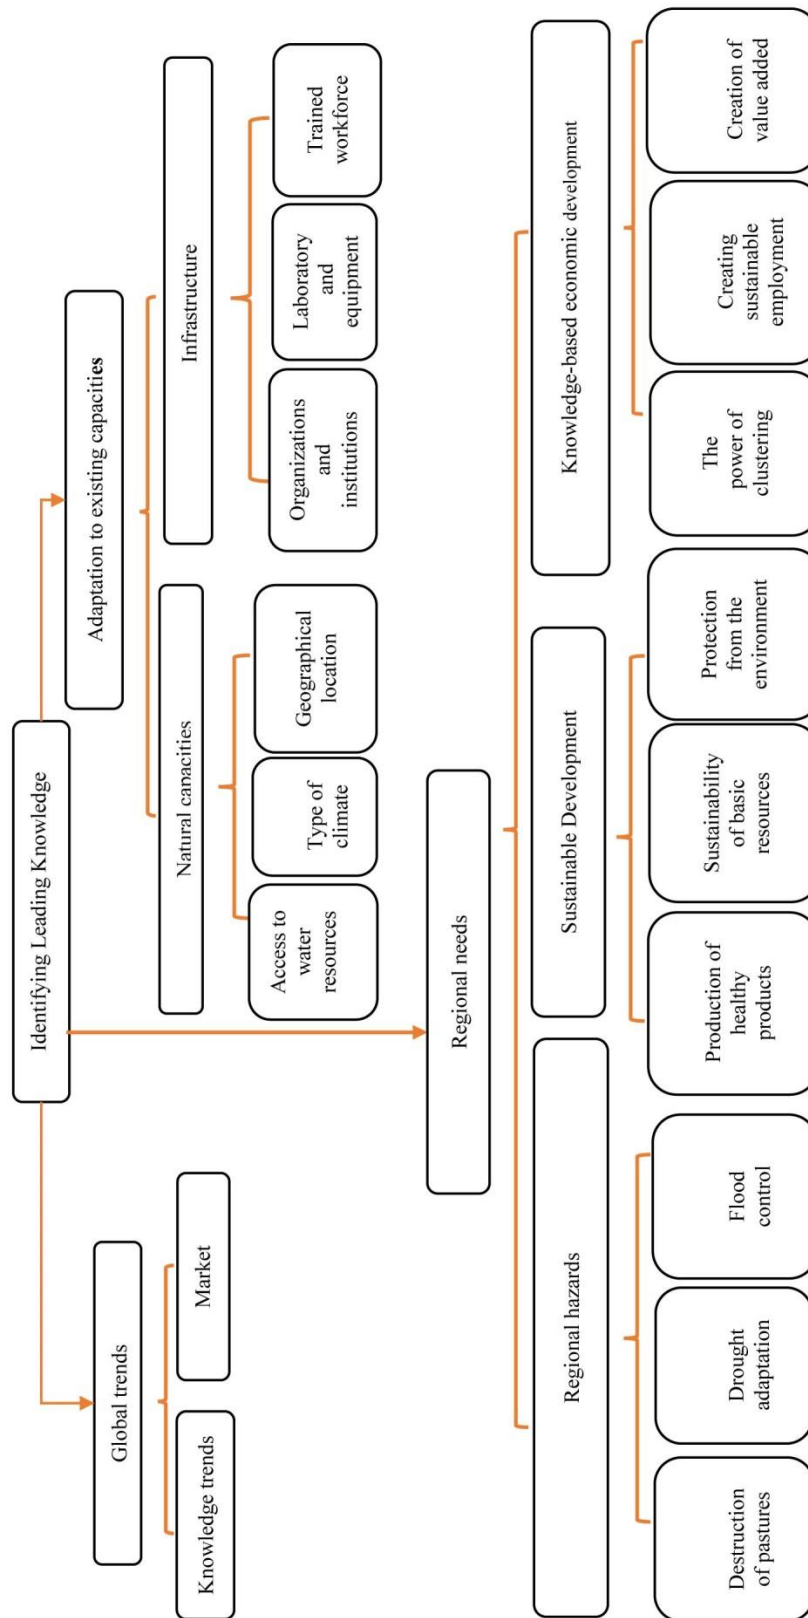 Identifying Leading Knowledge
Global trends
Adaptation to existing capacities
Knowledge trends
Market
Natural capacities
Infrastructure
Access to
water
resources
Type of
climate
Geographical
location
Organizations
and
institutions
Laboratory
and
equipment
Trained
workforce
Regional needs
Regional hazards
Sustainable Development
Knowledge-based economic development
Destruction
of pastures
Drought
adaptation
Flood
control
Production of
healthy
products
Sustainability
of basic
resources
Protection
from the
environment
The
power of
clustering
Creating
sustainable
employment
Creation of
value added